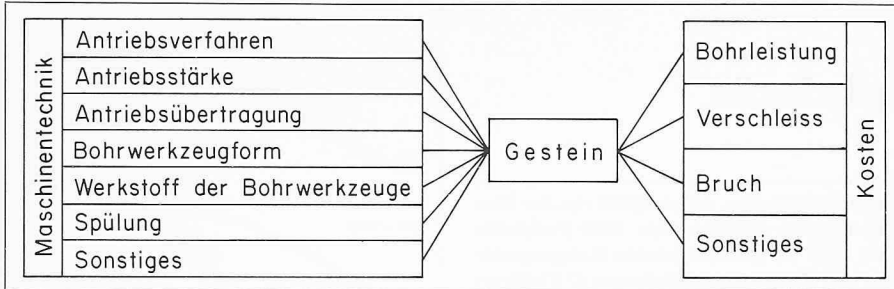 Maschinentechnik
Antriebsverfahren
Antriebsstärke
Antriebsübertragung
Bohrwerkzeugform
Werkstoff der Bohrwerkzeuge
Spülung
Sonstiges
Gestein
Bohrleistung
Verschleiss
Bruch
Sonstiges
Kosten